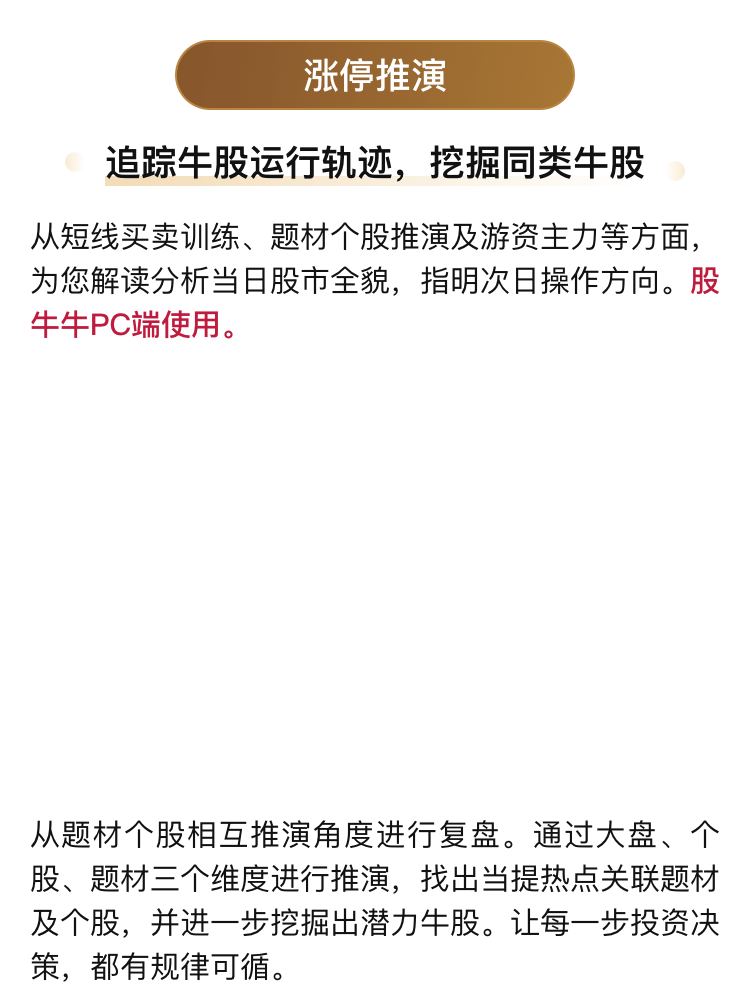 涨停推演
追踪牛股运行轨迹，挖掘同类牛股
从短线买卖训练、题材个股推演及游资主力等方面，
为您解读分析当日股市全貌，指明次日操作方向。股
牛牛PC端使用。
从题材个股相互推演角度进行复盘。通过大盘、个
股、题材三个维度进行推演，找出当提热点关联题材
及个股，并进一步挖掘出潜力牛股。让每一步投资决
策，都有规律可循。